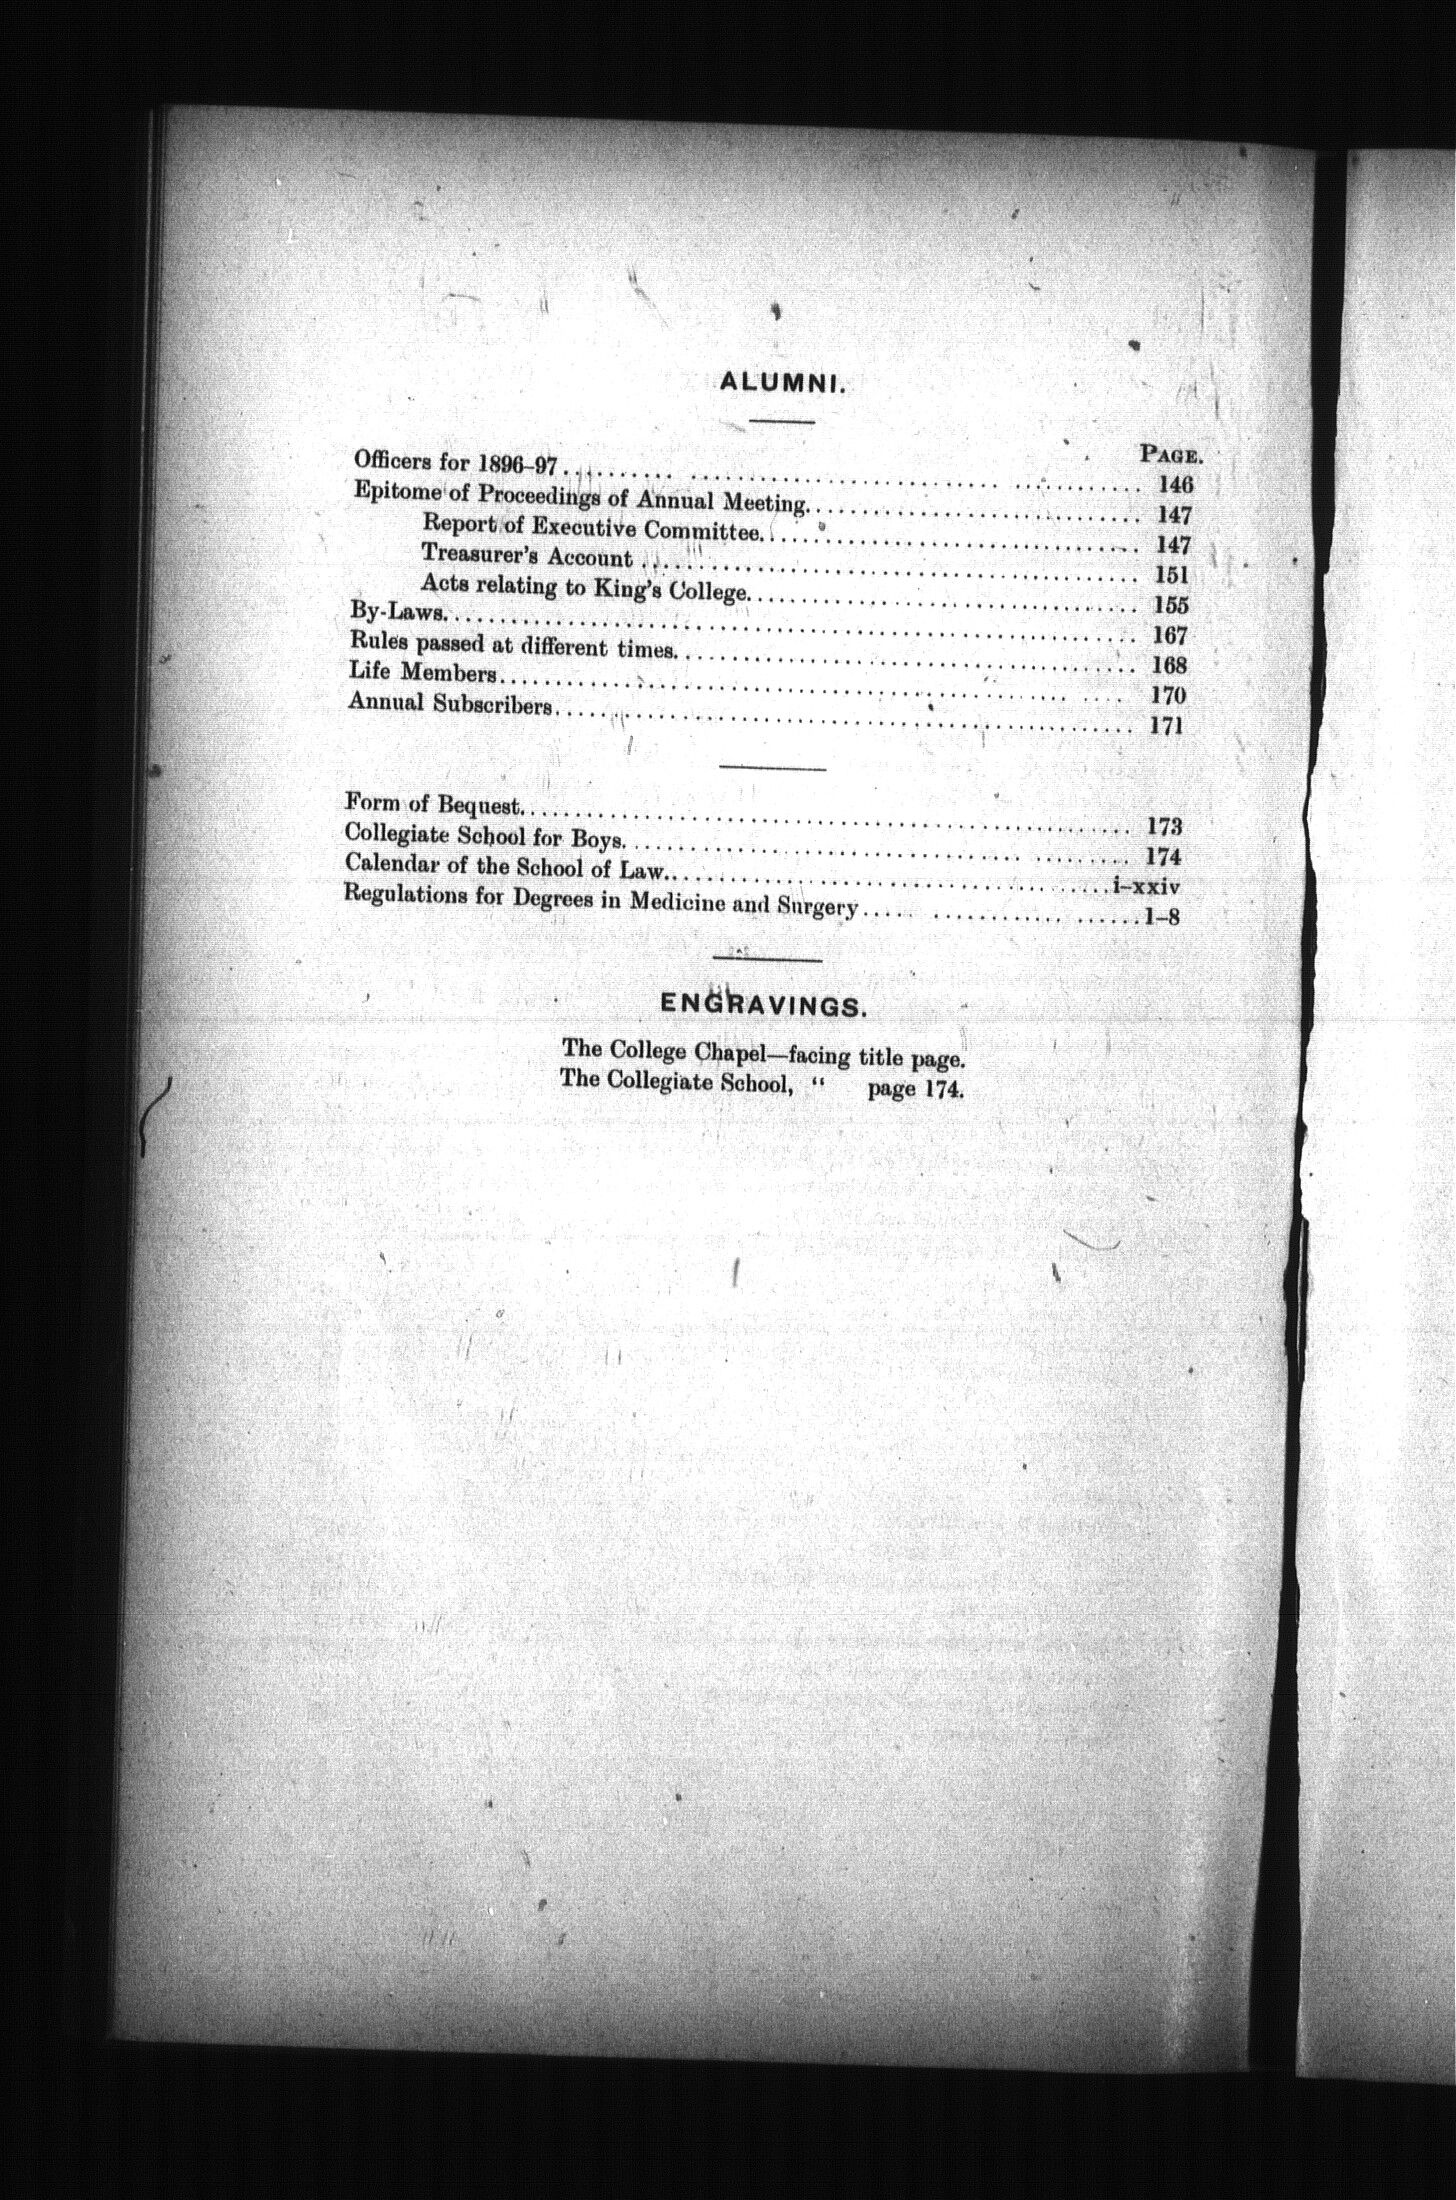 ALUMNI.
PAGE.
Officers for 1896-97.......... .......................... ........... 146
Epitome of Proceedings of Annual Meeting............................. 147
Report of Executive Committee................................. 147
Treasurer's Account ........................................... 151
Acts relating to King's College.................................. 155
By-Laws............................................................ 167
Rules passed at different times........................................ 168
Life Members................................................. .... 170
Annual Subscribers.................................................. 171
Form of Bequest..................................................... 173
Collegiate School for Boys................................... ......... 174
Calendar of the School of Law.......................................i-xxiv
Regulations for Degrees in Medicine and Surgery..... ............ ......1-8
ENGRAVINGS.
The College Chapel—facing title page.
The Collegiate School, " page 174.